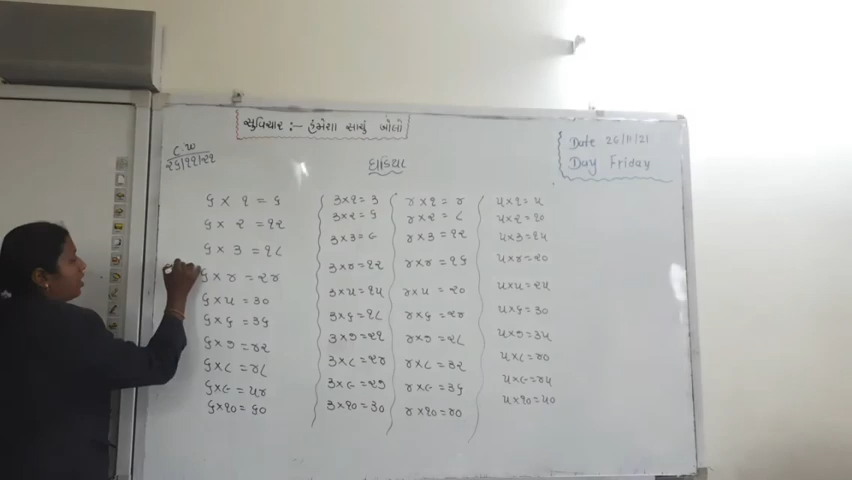 સુવિચાર :- હંમેશા સાચું બોલો
Date 26/11/21
Day Friday
૨૬/૧૧/૨૧
ઘડિયા
૬ × ૧ = ૬
૬ × ૨ = ૧૨
૬ × ૩ = ૧૮
૬ × ૪ = ૨૪
૬ × ૫ = ૩૦
૬ × ૬ = ૩૬
૬ × ૭ = ૪૨
૬ × ૮ = ૪૮
૬ × ૯ = ૫૪
૬ × ૧૦ = ૬૦
૩ × ૧ = ૩
૩ × ૨ = ૬
૩ × ૩ = ૯
૩ × ૪ = ૧૨
૩ × ૫ = ૧૫
૩ × ૬ = ૧૮
૩ × ૭ = ૨૧
૩ × ૮ = ૨૪
૩ × ૯ = ૨૭
૩ × ૧૦ = ૩૦
૪ × ૧ = ૪
૪ × ૨ = ૮
૪ × ૩ = ૧૨
૪ × ૪ = ૧૬
૪ × ૫ = ૨૦
૪ × ૬ = ૨૪
૪ × ૭ = ૨૮
૪ × ૮ = ૩૨
૪ × ૯ = ૩૬
૪ × ૧૦ = ૪૦
૫ × ૧ = ૫
૫ × ૨ = ૧૦
૫ × ૩ = ૧૫
૫ × ૪ = ૨૦
૫ × ૫ = ૨૫
૫ × ૬ = ૩૦
૫ × ૭ = ૩૫
૫ × ૮ = ૪૦
૫ × ૯ = ૪૫
૫ × ૧૦ = ૫૦